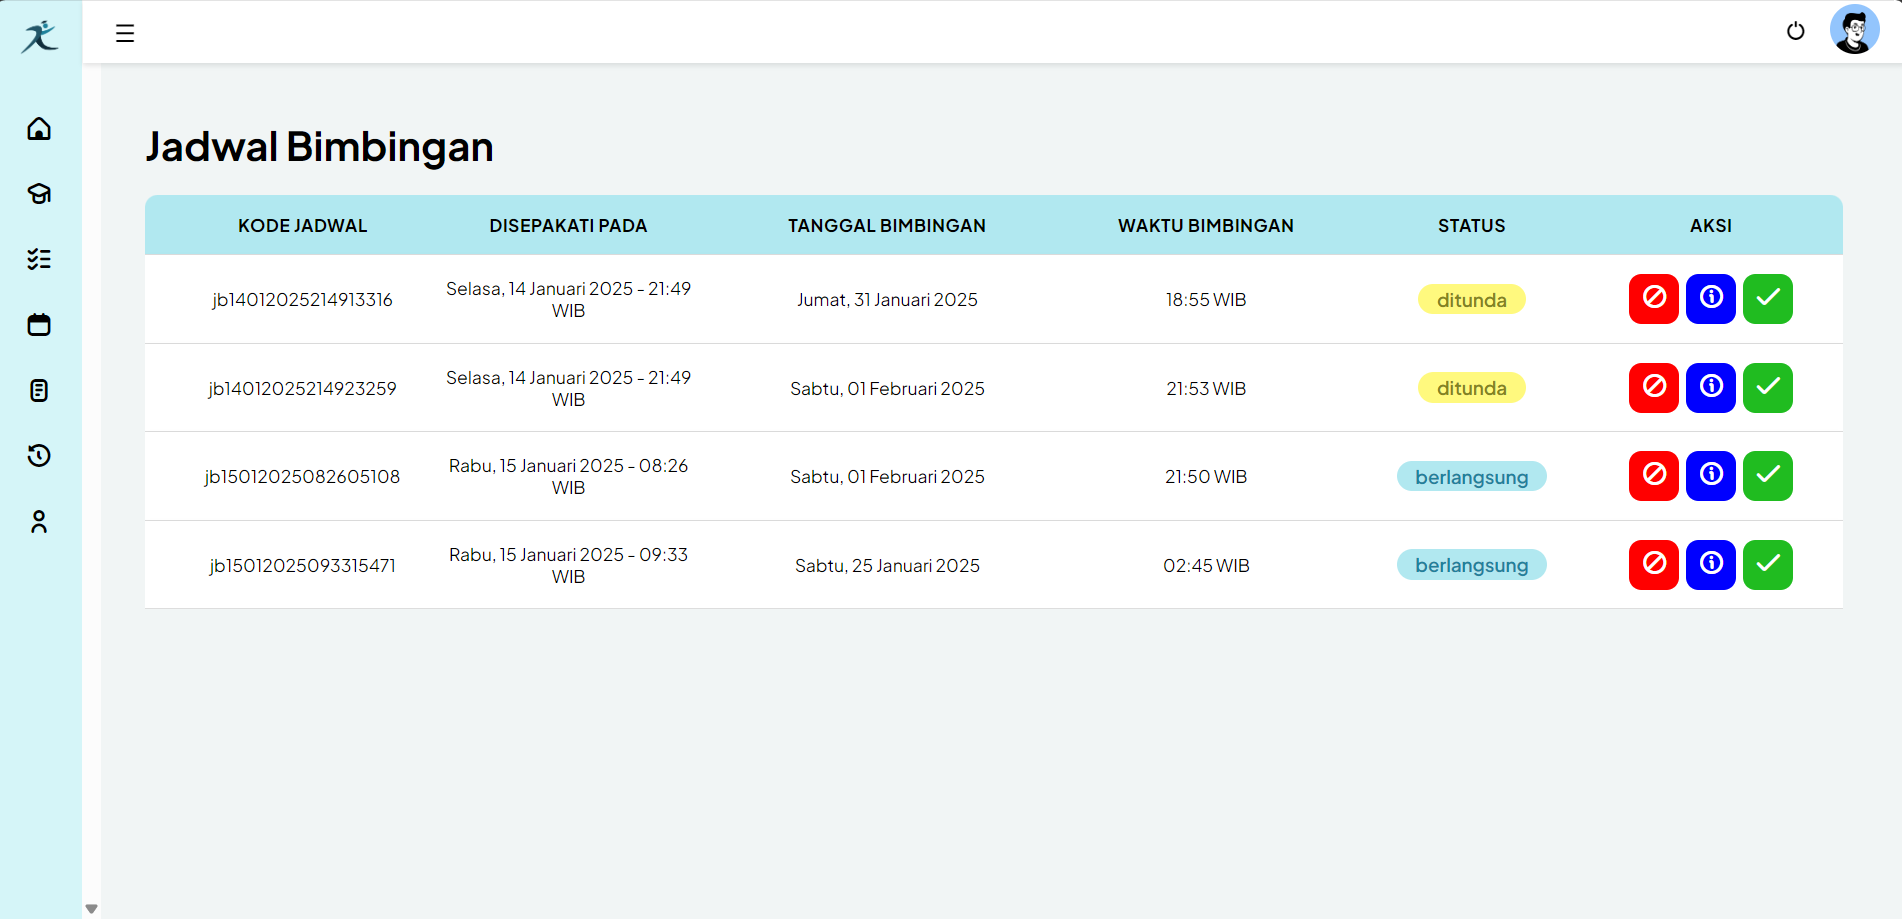 Jadwal Bimbingan
KODE JADWAL DISEPAKATI PADA TANGGAL BIMBINGAN WAKTU BIMBINGAN STATUS AKSI
jb14012025214913316 Selasa, 14 Januari 2025 - 21:49 WIB Jumat, 31 Januari 2025 18:55 WIB ditunda
jb14012025214923259 Selasa, 14 Januari 2025 - 21:49 WIB Sabtu, 01 Februari 2025 21:53 WIB ditunda
jb15012025082605108 Rabu, 15 Januari 2025 - 08:26 WIB Sabtu, 01 Februari 2025 21:50 WIB berlangsung
jb15012025093315471 Rabu, 15 Januari 2025 - 09:33 WIB Sabtu, 25 Januari 2025 02:45 WIB berlangsung